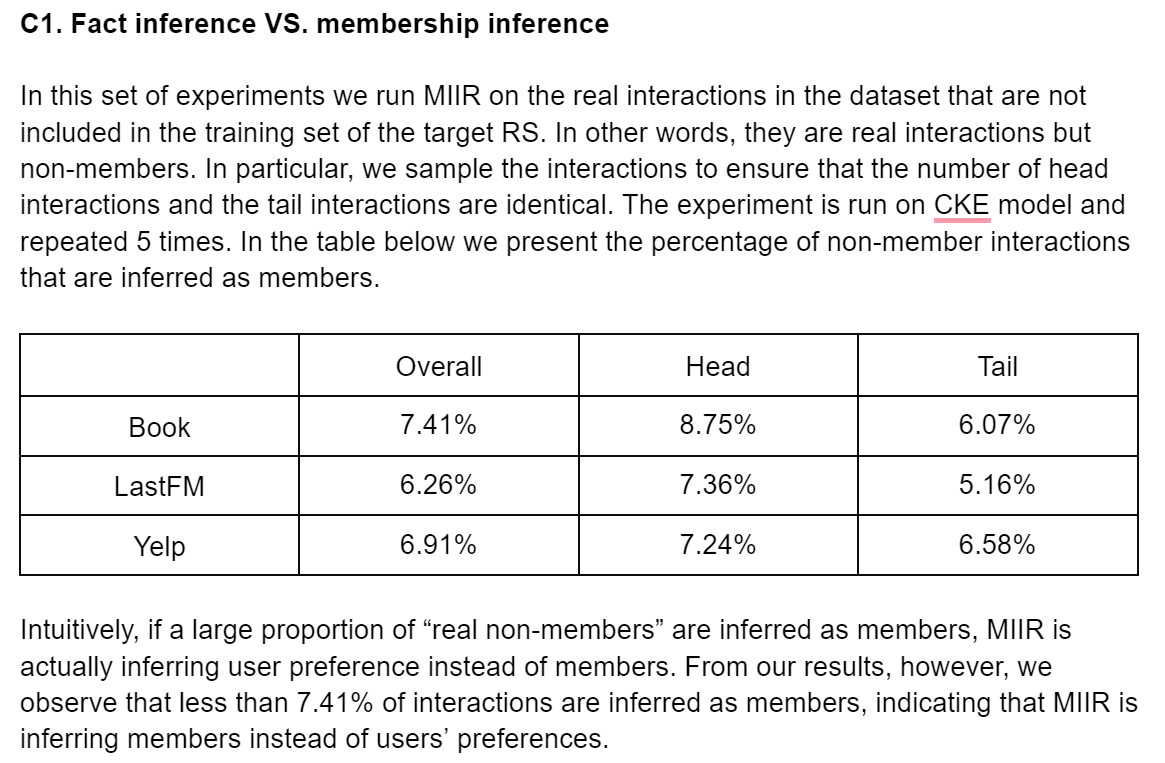 C1. Fact inference VS. membership inference
In this set of experiments we run MIIR on the real interactions in the dataset that are not
included in the training set of the target RS. In other words, they are real interactions but
non-members. In particular, we sample the interactions to ensure that the number of head
interactions and the tail interactions are identical. The experiment is run on CKE model and
repeated 5 times. In the table below we present the percentage of non-member interactions
that are inferred as members.
Overall Head Tail
Book 7.41% 8.75% 6.07%
LastFM 6.26% 7.36% 5.16%
Yelp 6.91% 7.24% 6.58%
Intuitively, if a large proportion of “real non-members” are inferred as members, MIIR is
actually inferring user preference instead of members. From our results, however, we
observe that less than 7.41% of interactions are inferred as members, indicating that MIIR is
inferring members instead of users’ preferences.